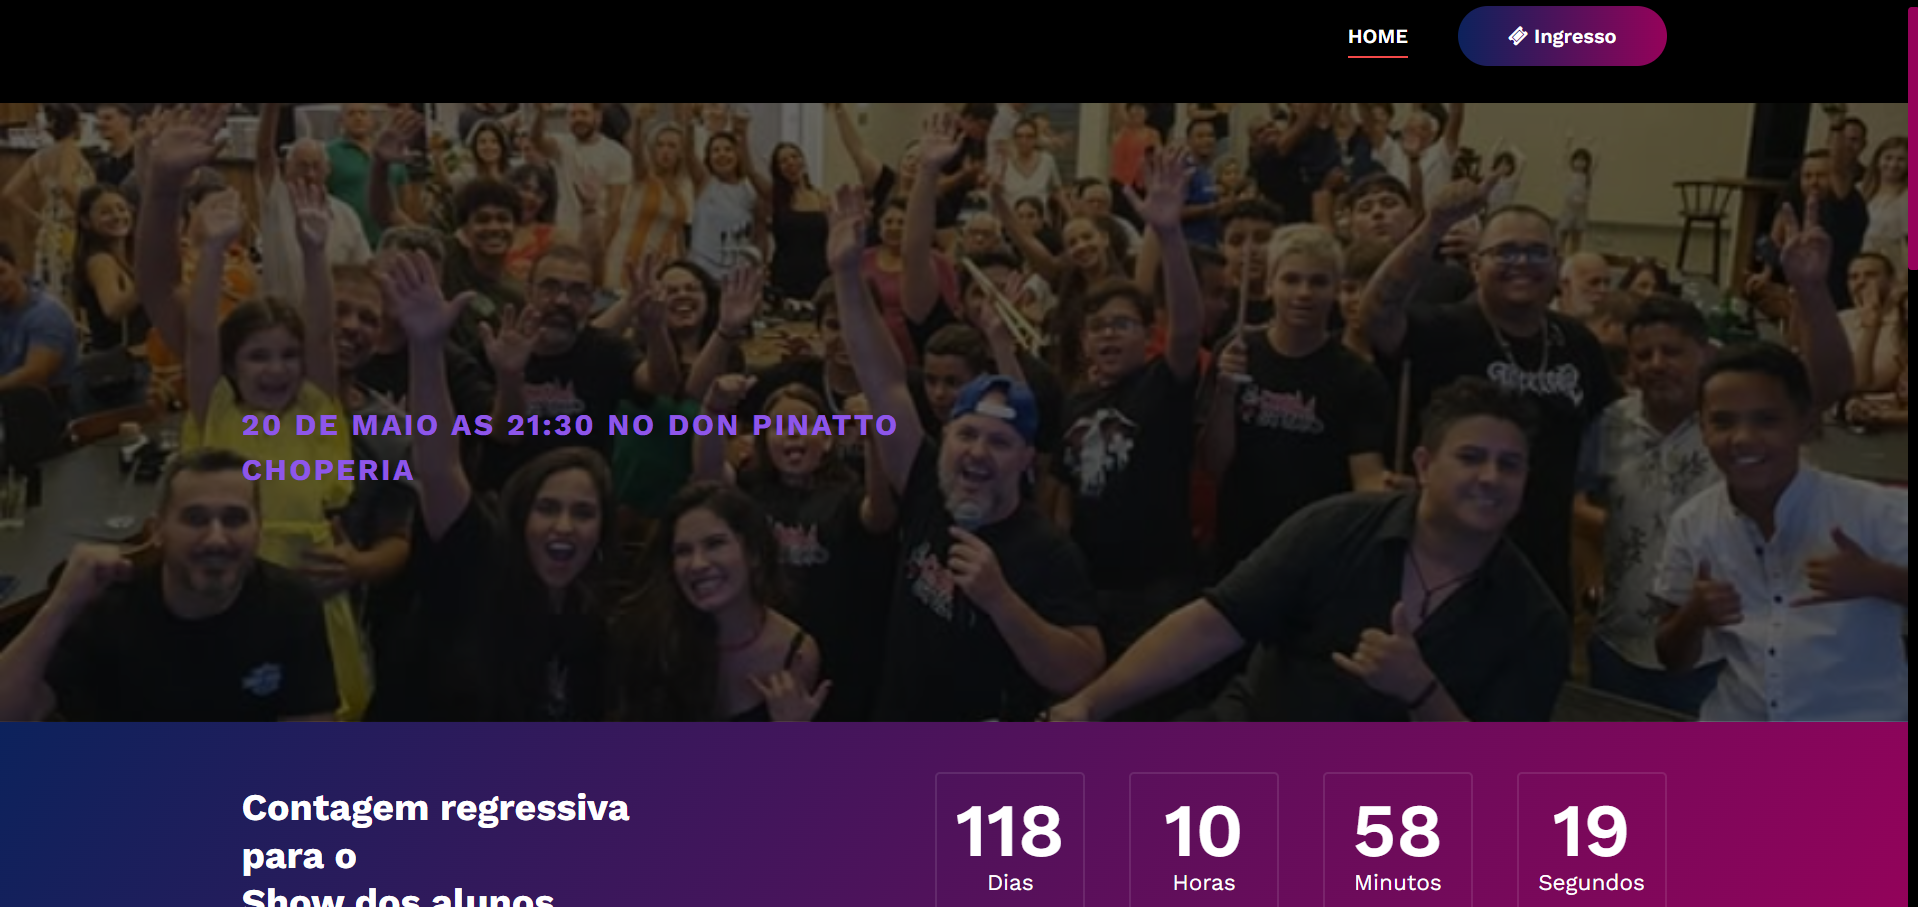 HOME
Ingresso
20 DE MAIO AS 21:30 NO DON PINATTO
CHOPERIA
Contagem regressiva
para o
Show dos alunos
118
Dias
10
Horas
58
Minutos
19
Segundos